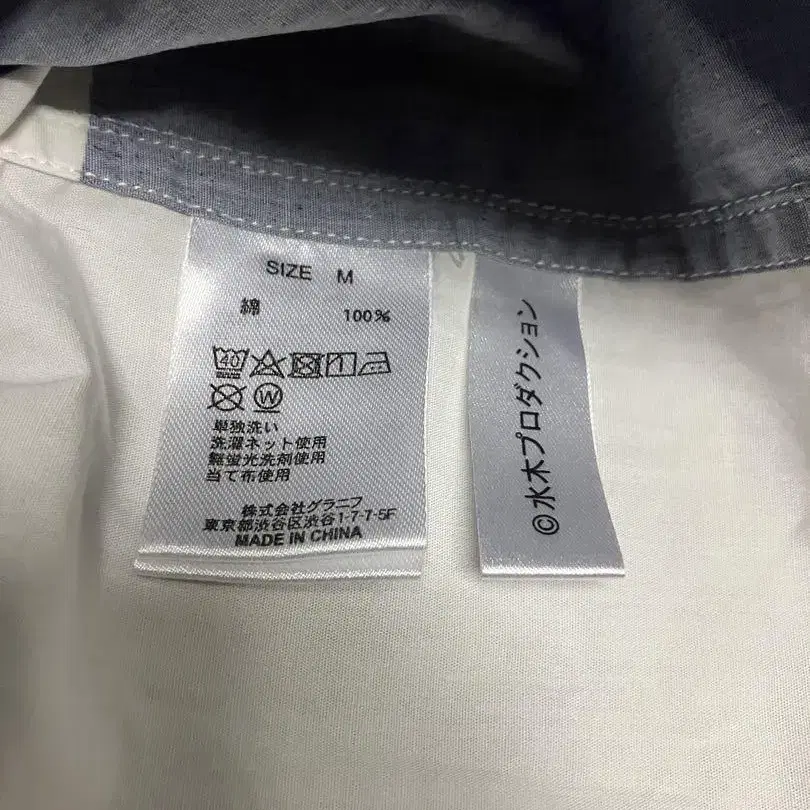 SIZE M
綿 100%
40
W
単独洗い
洗濯ネット使用
無蛍光洗剤使用
当て布使用
株式会社グラニフ
東京都渋谷区渋谷1-7-7-5F
MADE IN CHINA
©水木プロダクション